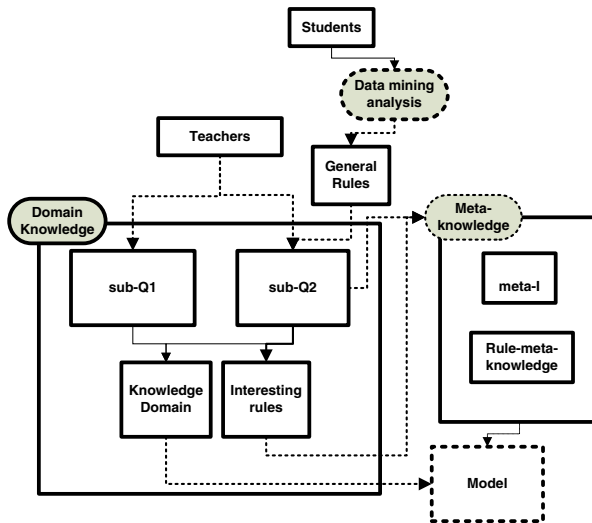 Students
Data mining
analysis
Teachers
General
Rules
Domain
Knowledge
Meta-
knowledge
sub-Q1
sub-Q2
meta-I
Rule-meta-
knowledge
Knowledge
Domain
Interesting
rules
Model